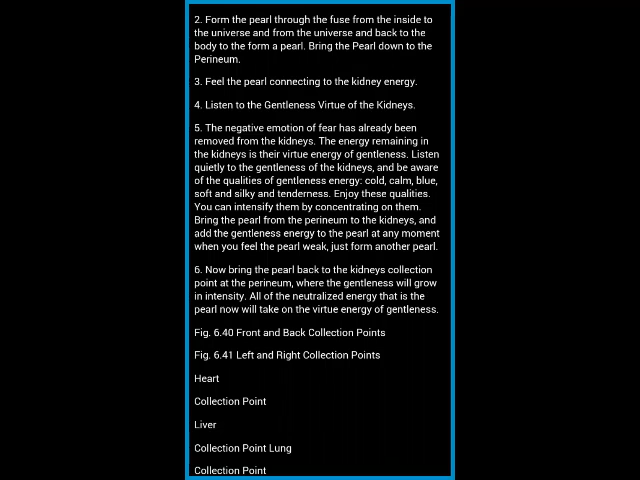 2. Form the pearl through the fuse from the inside to
the universe and from the universe and back to the
body to the form a pearl. Bring the Pearl down to the
Perineum.
3. Feel the pearl connecting to the kidney energy.
4. Listen to the Gentleness Virtue of the Kidneys.
5. The negative emotion of fear has already been
removed from the kidneys. The energy remaining in
the kidneys is their virtue energy of gentleness. Listen
quietly to the gentleness of the kidneys, and be aware
of the qualities of gentleness energy: cold, calm, blue,
soft and silky and tenderness. Enjoy these qualities.
You can intensify them by concentrating on them.
Bring the pearl from the perineum to the kidneys, and
add the gentleness energy to the pearl at any moment
when you feel the pearl weak, just form another pearl.
6. Now bring the pearl back to the kidneys collection
point at the perineum, where the gentleness will grow
in intensity. All of the neutralized energy that is the
pearl now will take on the virtue energy of gentleness.
Fig. 6.40 Front and Back Collection Points
Fig. 6.41 Left and Right Collection Points
Heart
Collection Point
Liver
Collection Point Lung
Collection Point